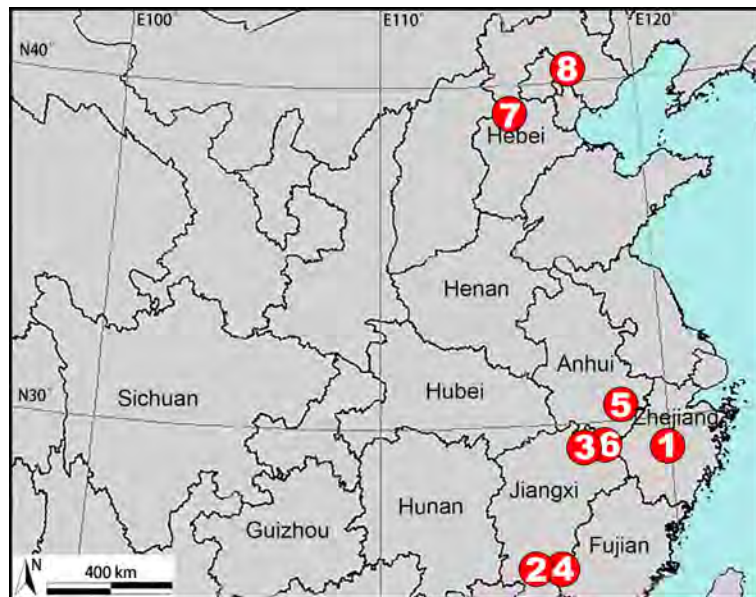 E100°
E110°
E120°
N40°
8
7
Hebei
Henan
Anhui
N30°
Sichuan
Hubei
5
Zhejiang
3
6
1
Jiangxi
Hunan
Guizhou
Fujian
2
4
N
400 km